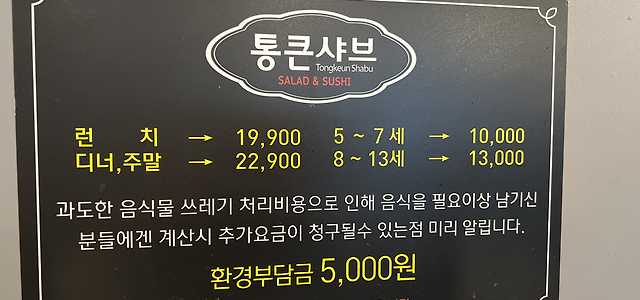 통큰샤브
Tongkeun Shabu
SALAD & SUSHI
런 치 → 19,900 5 ~ 7세 → 10,000
디너,주말 → 22,900 8 ~ 13세 → 13,000
과도한 음식물 쓰레기 처리비용으로 인해 음식을 필요이상 남기신
분들에겐 계산시 추가요금이 청구될수 있는점 미리 알립니다.
환경부담금 5,000원